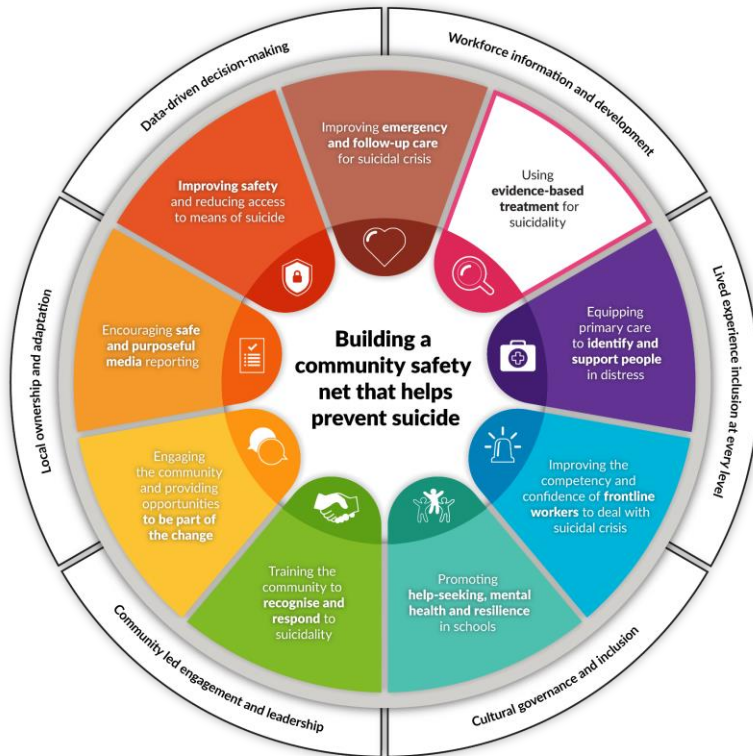 Data-driven decision-making
Workforce information and development
Lived experience inclusion at every level
Cultural governance and inclusion
Community led engagement and leadership
Local ownership and adaptation
Building a
community safety
net that helps
prevent suicide
Improving emergency
and follow-up care
for suicidal crisis
Using
evidence-based
treatment for
suicidality
Equipping
primary care
to identify and
support people
in distress
Improving the
competency and
confidence of frontline
workers to deal with
suicidal crisis
Promoting
help-seeking, mental
health and resilience
in schools
Training the
community to
recognise and
respond to
suicidality
Engaging
the community
and providing
opportunities
to be part of
the change
Encouraging safe
and purposeful
media reporting
Improving safety
and reducing access
to means of suicide